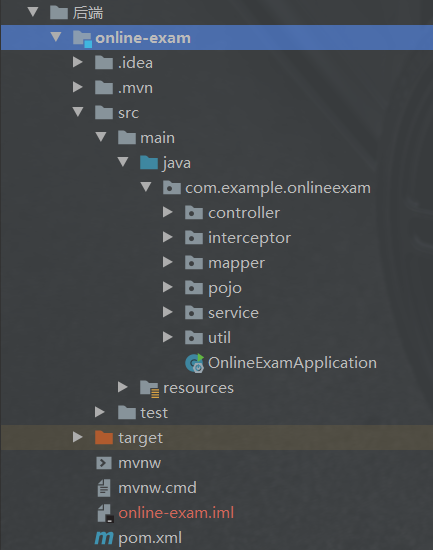 后端
online-exam
.idea
.mvn
src
main
java
com.example.onlineexam
controller
interceptor
mapper
pojo
service
util
OnlineExamApplication
resources
test
target
mvnw
mvnw.cmd
online-exam.iml
pom.xml